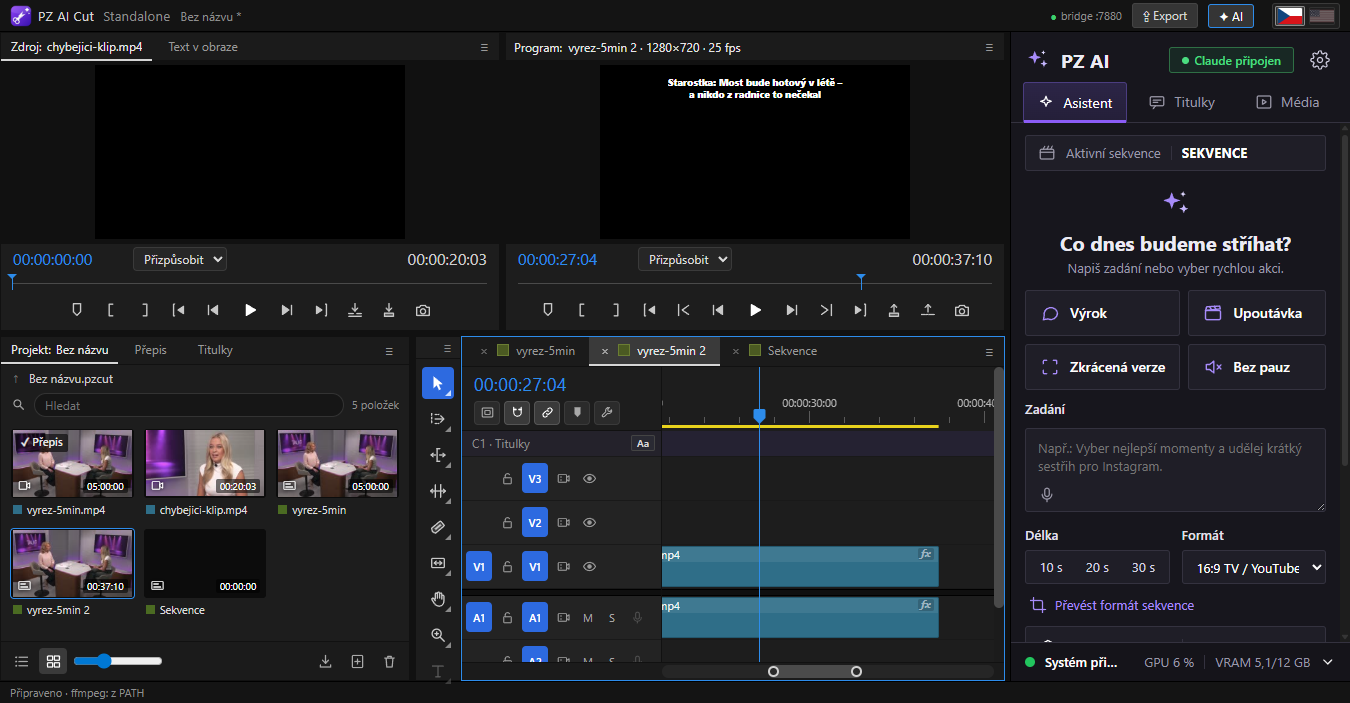 PZ AI Cut Standalone Bez názvu *
bridge :7880
Export
AI
Zdroj: chybejici-klip.mp4
Text v obraze
Program: vyrez-5min 2 · 1280×720 · 25 fps
Starostka: Most bude hotový v létě –
a nikdo z radnice to nečekal
00:00:00:00
Přizpůsobit
00:00:20:03
00:00:27:04
Přizpůsobit
00:00:37:10
Projekt: Bez názvu
Přepis
Titulky
Bez názvu.pzcut
Hledat
5 položek
Přepis
05:00:00
vyrez-5min.mp4
00:20:03
chybejici-klip.mp4
05:00:00
vyrez-5min
00:37:10
vyrez-5min 2
00:00:00
Sekvence
vyrez-5min
vyrez-5min 2
Sekvence
00:00:27:04
00:00:30:00
00:00:40
C1 · Titulky
Aa
V3
V2
V1
V1
mp4
fx
A1
A1
M
S
mp4
fx
A2
M
S
PZ AI
Claude připojen
Asistent
Titulky
Média
Aktivní sekvence
SEKVENCE
Co dnes budeme stříhat?
Napiš zadání nebo vyber rychlou akci.
Výrok
Upoutávka
Zkrácená verze
Bez pauz
Zadání
Např.: Vyber nejlepší momenty a udělej krátký
sestřih pro Instagram.
Délka
Formát
10 s
20 s
30 s
16:9 TV / YouTube
Převést formát sekvence
Systém při...
GPU 6 %
VRAM 5,1/12 GB
Připraveno · ffmpeg: z PATH